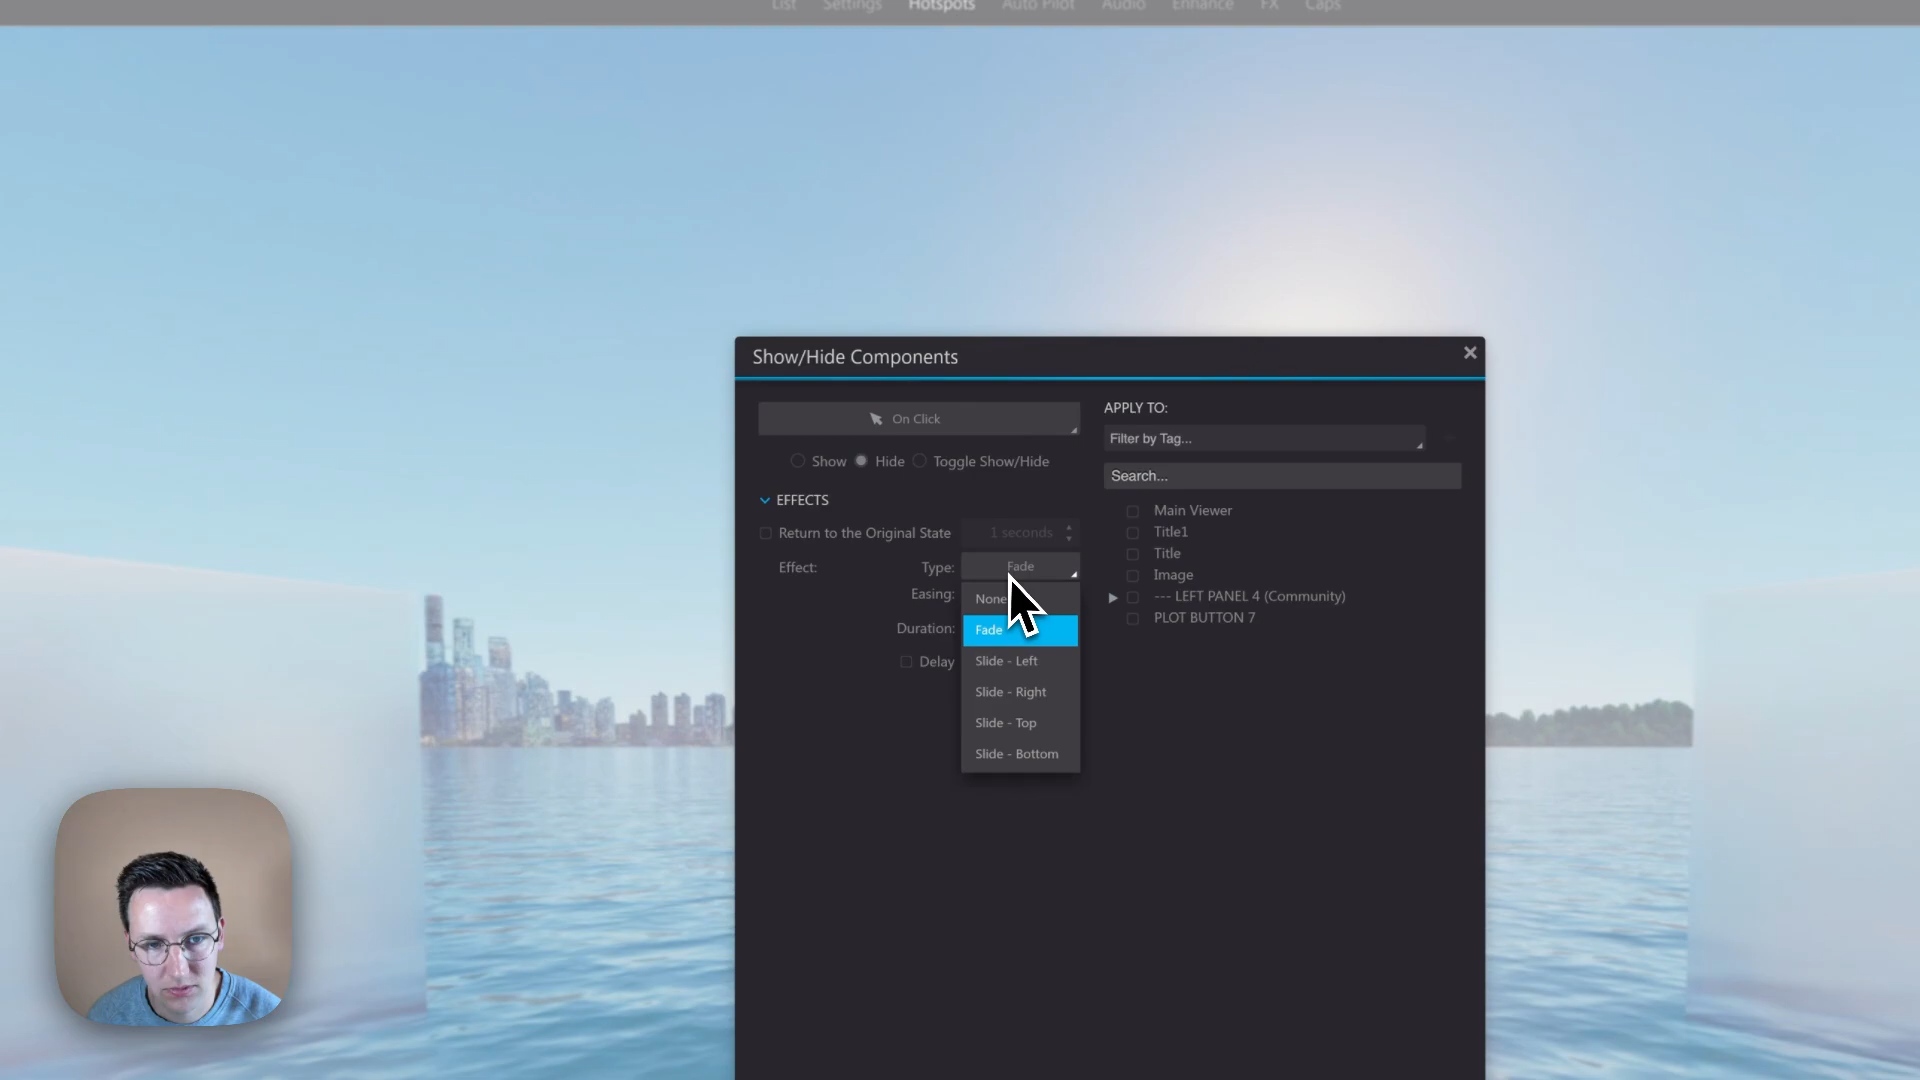 List Settings Hotspots Auto Pilot Audio Enhance FX Caps
Show/Hide Components
On Click
Show Hide Toggle Show/Hide
EFFECTS
Return to the Original State 1 seconds
Effect: Type: Fade
Easing:
Duration:
Delay
None
Fade
Slide - Left
Slide - Right
Slide - Top
Slide - Bottom
APPLY TO:
Filter by Tag...
Search...
Main Viewer
Title1
Title
Image
--- LEFT PANEL 4 (Community)
PLOT BUTTON 7